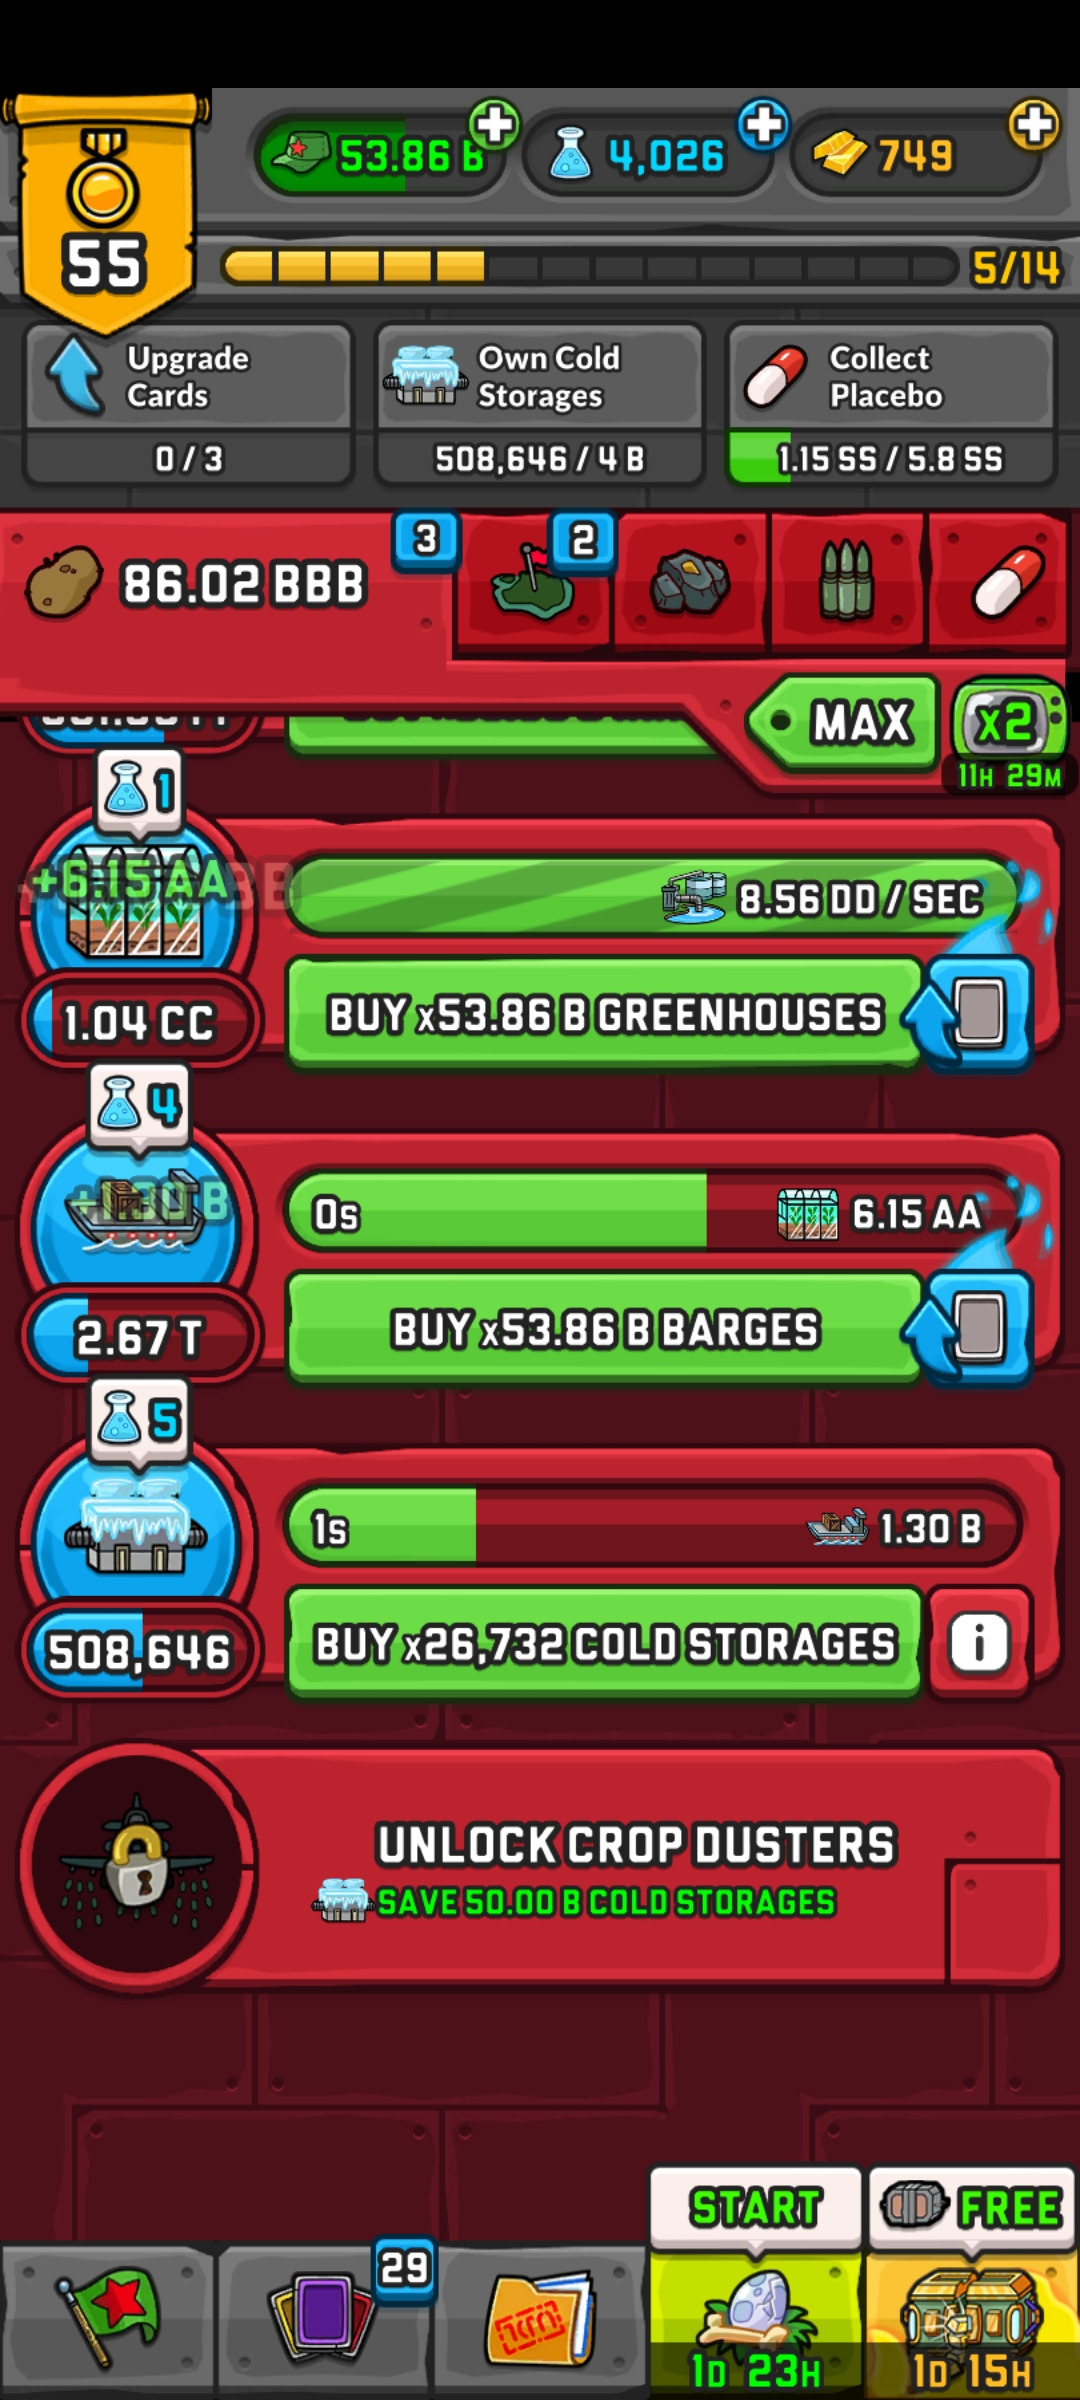 53.86 B
4,026
749
55
5/14
Upgrade
Cards
0 / 3
Own Cold
Storages
508,646 / 4 B
Collect
Placebo
1.15 SS / 5.8 SS
86.02 BBB
3
2
MAX
x2
11H 29M
1
+6.15 AA
8.56 DD / SEC
1.04 CC
BUY x53.86 B GREENHOUSES
4
+1.30 B
0s
6.15 AA
2.67 T
BUY x53.86 B BARGES
5
1s
1.30 B
508,646
BUY x26,732 COLD STORAGES
i
UNLOCK CROP DUSTERS
SAVE 50.00 B COLD STORAGES
START
FREE
29
1D 23H
1D 15H